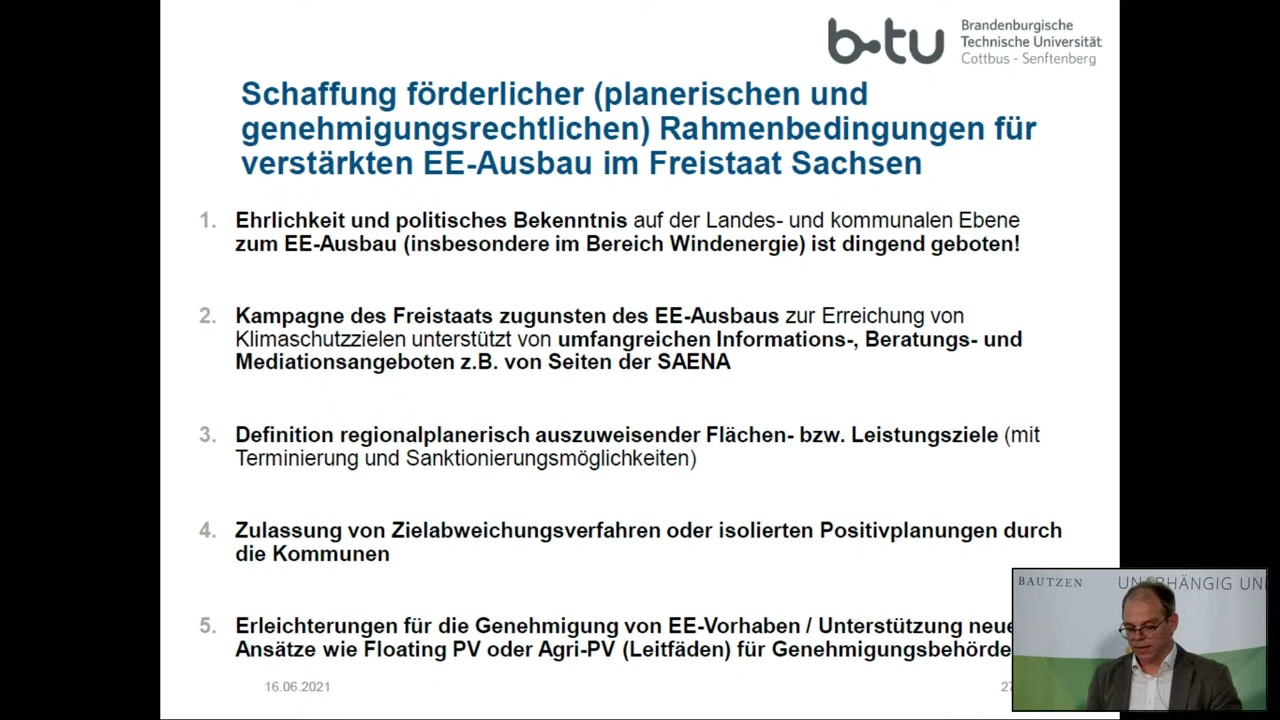 b-tu
Brandenburgische
Technische Universität
Cottbus - Senftenberg
Schaffung förderlicher (planerischen und
genehmigungsrechtlichen) Rahmenbedingungen für
verstärkten EE-Ausbau im Freistaat Sachsen
1. Ehrlichkeit und politisches Bekenntnis auf der Landes- und kommunalen Ebene
zum EE-Ausbau (insbesondere im Bereich Windenergie) ist dingend geboten!
2. Kampagne des Freistaats zugunsten des EE-Ausbaus zur Erreichung von
Klimaschutzzielen unterstützt von umfangreichen Informations-, Beratungs- und
Mediationsangeboten z.B. von Seiten der SAENA
3. Definition regionalplanerisch auszuweisender Flächen- bzw. Leistungsziele (mit
Terminierung und Sanktionierungsmöglichkeiten)
4. Zulassung von Zielabweichungsverfahren oder isolierten Positivplanungen durch
die Kommunen
5. Erleichterungen für die Genehmigung von EE-Vorhaben / Unterstützung neue
Ansätze wie Floating PV oder Agri-PV (Leitfäden) für Genehmigungsbehörde
16.06.2021
27
BAUTZEN
UNABHÄNGIG UN